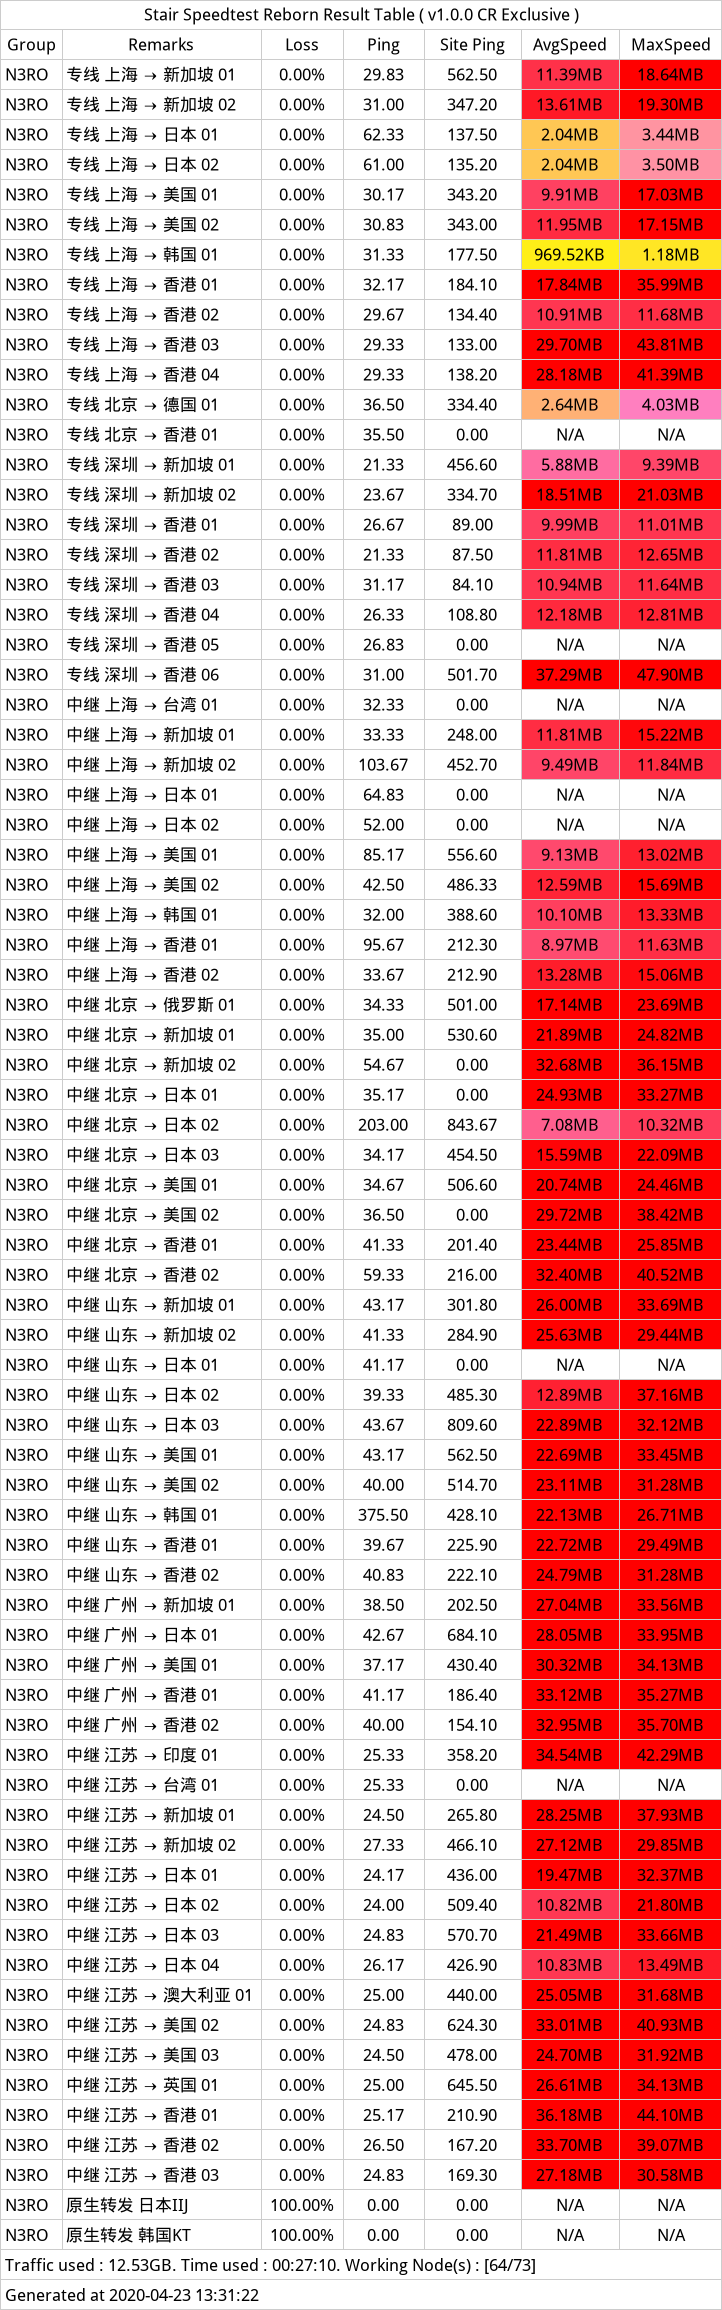 Stair Speedtest Reborn Result Table ( v1.0.0 CR Exclusive )
Group Remarks Loss Ping Site Ping AvgSpeed MaxSpeed
N3RO 专线 上海 → 新加坡 01 0.00% 29.83 562.50 11.39MB 18.64MB
N3RO 专线 上海 → 新加坡 02 0.00% 31.00 347.20 13.61MB 19.30MB
N3RO 专线 上海 → 日本 01 0.00% 62.33 137.50 2.04MB 3.44MB
N3RO 专线 上海 → 日本 02 0.00% 61.00 135.20 2.04MB 3.50MB
N3RO 专线 上海 → 美国 01 0.00% 30.17 343.20 9.91MB 17.03MB
N3RO 专线 上海 → 美国 02 0.00% 30.83 343.00 11.95MB 17.15MB
N3RO 专线 上海 → 韩国 01 0.00% 31.33 177.50 969.52KB 1.18MB
N3RO 专线 上海 → 香港 01 0.00% 32.17 184.10 17.84MB 35.99MB
N3RO 专线 上海 → 香港 02 0.00% 29.67 134.40 10.91MB 11.68MB
N3RO 专线 上海 → 香港 03 0.00% 29.33 133.00 29.70MB 43.81MB
N3RO 专线 上海 → 香港 04 0.00% 29.33 138.20 28.18MB 41.39MB
N3RO 专线 北京 → 德国 01 0.00% 36.50 334.40 2.64MB 4.03MB
N3RO 专线 北京 → 香港 01 0.00% 35.50 0.00 N/A N/A
N3RO 专线 深圳 → 新加坡 01 0.00% 21.33 456.60 5.88MB 9.39MB
N3RO 专线 深圳 → 新加坡 02 0.00% 23.67 334.70 18.51MB 21.03MB
N3RO 专线 深圳 → 香港 01 0.00% 26.67 89.00 9.99MB 11.01MB
N3RO 专线 深圳 → 香港 02 0.00% 21.33 87.50 11.81MB 12.65MB
N3RO 专线 深圳 → 香港 03 0.00% 31.17 84.10 10.94MB 11.64MB
N3RO 专线 深圳 → 香港 04 0.00% 26.33 108.80 12.18MB 12.81MB
N3RO 专线 深圳 → 香港 05 0.00% 26.83 0.00 N/A N/A
N3RO 专线 深圳 → 香港 06 0.00% 31.00 501.70 37.29MB 47.90MB
N3RO 中继 上海 → 台湾 01 0.00% 32.33 0.00 N/A N/A
N3RO 中继 上海 → 新加坡 01 0.00% 33.33 248.00 11.81MB 15.22MB
N3RO 中继 上海 → 新加坡 02 0.00% 103.67 452.70 9.49MB 11.84MB
N3RO 中继 上海 → 日本 01 0.00% 64.83 0.00 N/A N/A
N3RO 中继 上海 → 日本 02 0.00% 52.00 0.00 N/A N/A
N3RO 中继 上海 → 美国 01 0.00% 85.17 556.60 9.13MB 13.02MB
N3RO 中继 上海 → 美国 02 0.00% 42.50 486.33 12.59MB 15.69MB
N3RO 中继 上海 → 韩国 01 0.00% 32.00 388.60 10.10MB 13.33MB
N3RO 中继 上海 → 香港 01 0.00% 95.67 212.30 8.97MB 11.63MB
N3RO 中继 上海 → 香港 02 0.00% 33.67 212.90 13.28MB 15.06MB
N3RO 中继 北京 → 俄罗斯 01 0.00% 34.33 501.00 17.14MB 23.69MB
N3RO 中继 北京 → 新加坡 01 0.00% 35.00 530.60 21.89MB 24.82MB
N3RO 中继 北京 → 新加坡 02 0.00% 54.67 0.00 32.68MB 36.15MB
N3RO 中继 北京 → 日本 01 0.00% 35.17 0.00 24.93MB 33.27MB
N3RO 中继 北京 → 日本 02 0.00% 203.00 843.67 7.08MB 10.32MB
N3RO 中继 北京 → 日本 03 0.00% 34.17 454.50 15.59MB 22.09MB
N3RO 中继 北京 → 美国 01 0.00% 34.67 506.60 20.74MB 24.46MB
N3RO 中继 北京 → 美国 02 0.00% 36.50 0.00 29.72MB 38.42MB
N3RO 中继 北京 → 香港 01 0.00% 41.33 201.40 23.44MB 25.85MB
N3RO 中继 北京 → 香港 02 0.00% 59.33 216.00 32.40MB 40.52MB
N3RO 中继 山东 → 新加坡 01 0.00% 43.17 301.80 26.00MB 33.69MB
N3RO 中继 山东 → 新加坡 02 0.00% 41.33 284.90 25.63MB 29.44MB
N3RO 中继 山东 → 日本 01 0.00% 41.17 0.00 N/A N/A
N3RO 中继 山东 → 日本 02 0.00% 39.33 485.30 12.89MB 37.16MB
N3RO 中继 山东 → 日本 03 0.00% 43.67 809.60 22.89MB 32.12MB
N3RO 中继 山东 → 美国 01 0.00% 43.17 562.50 22.69MB 33.45MB
N3RO 中继 山东 → 美国 02 0.00% 40.00 514.70 23.11MB 31.28MB
N3RO 中继 山东 → 韩国 01 0.00% 375.50 428.10 22.13MB 26.71MB
N3RO 中继 山东 → 香港 01 0.00% 39.67 225.90 22.72MB 29.49MB
N3RO 中继 山东 → 香港 02 0.00% 40.83 222.10 24.79MB 31.28MB
N3RO 中继 广州 → 新加坡 01 0.00% 38.50 202.50 27.04MB 33.56MB
N3RO 中继 广州 → 日本 01 0.00% 42.67 684.10 28.05MB 33.95MB
N3RO 中继 广州 → 美国 01 0.00% 37.17 430.40 30.32MB 34.13MB
N3RO 中继 广州 → 香港 01 0.00% 41.17 186.40 33.12MB 35.27MB
N3RO 中继 广州 → 香港 02 0.00% 40.00 154.10 32.95MB 35.70MB
N3RO 中继 江苏 → 印度 01 0.00% 25.33 358.20 34.54MB 42.29MB
N3RO 中继 江苏 → 台湾 01 0.00% 25.33 0.00 N/A N/A
N3RO 中继 江苏 → 新加坡 01 0.00% 24.50 265.80 28.25MB 37.93MB
N3RO 中继 江苏 → 新加坡 02 0.00% 27.33 466.10 27.12MB 29.85MB
N3RO 中继 江苏 → 日本 01 0.00% 24.17 436.00 19.47MB 32.37MB
N3RO 中继 江苏 → 日本 02 0.00% 24.00 509.40 10.82MB 21.80MB
N3RO 中继 江苏 → 日本 03 0.00% 24.83 570.70 21.49MB 33.66MB
N3RO 中继 江苏 → 日本 04 0.00% 26.17 426.90 10.83MB 13.49MB
N3RO 中继 江苏 → 澳大利亚 01 0.00% 25.00 440.00 25.05MB 31.68MB
N3RO 中继 江苏 → 美国 02 0.00% 24.83 624.30 33.01MB 40.93MB
N3RO 中继 江苏 → 美国 03 0.00% 24.50 478.00 24.70MB 31.92MB
N3RO 中继 江苏 → 英国 01 0.00% 25.00 645.50 26.61MB 34.13MB
N3RO 中继 江苏 → 香港 01 0.00% 25.17 210.90 36.18MB 44.10MB
N3RO 中继 江苏 → 香港 02 0.00% 26.50 167.20 33.70MB 39.07MB
N3RO 中继 江苏 → 香港 03 0.00% 24.83 169.30 27.18MB 30.58MB
N3RO 原生转发 日本IIJ 100.00% 0.00 0.00 N/A N/A
N3RO 原生转发 韩国KT 100.00% 0.00 0.00 N/A N/A
Traffic used : 12.53GB. Time used : 00:27:10. Working Node(s) : [64/73]
Generated at 2020-04-23 13:31:22